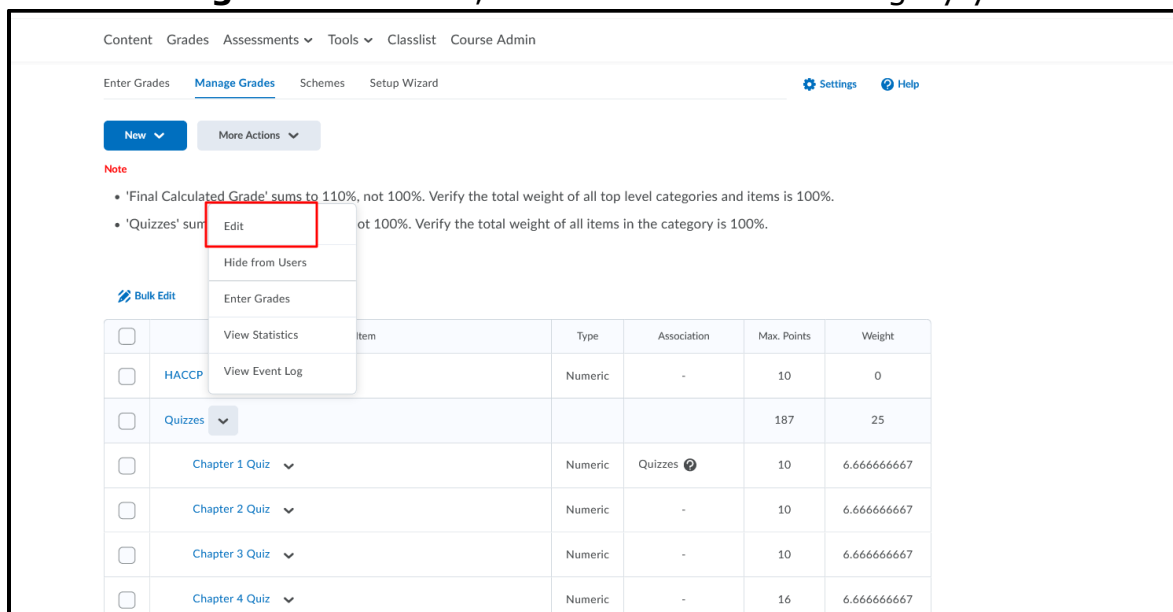 Content Grades Assessments Tools Classlist Course Admin
Enter Grades Manage Grades Schemes Setup Wizard Settings Help
New More Actions
Note
• 'Final Calculated Grade' sums to 110%, not 100%. Verify the total weight of all top level categories and items is 100%.
• 'Quizzes' sum ot 100%. Verify the total weight of all items in the category is 100%.
Edit
Hide from Users
Enter Grades
View Statistics
View Event Log
Bulk Edit
Item Type Association Max. Points Weight
HACCP Numeric - 10 0
Quizzes 187 25
Chapter 1 Quiz Numeric Quizzes 10 6.666666667
Chapter 2 Quiz Numeric - 10 6.666666667
Chapter 3 Quiz Numeric - 10 6.666666667
Chapter 4 Quiz Numeric - 16 6.666666667